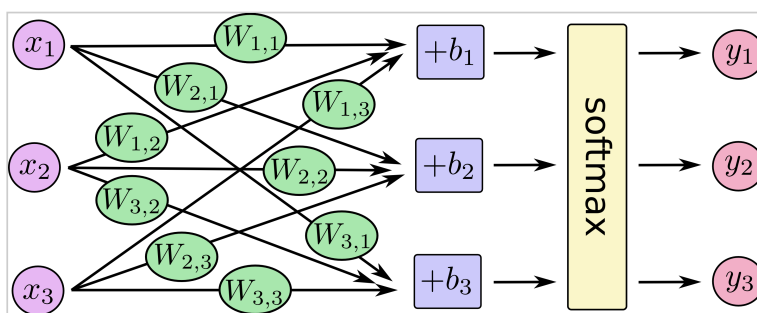 x₁
W₁,₁
+b₁
y₁
W₂,₁
W₁,₃
W₁,₂
x₂
W₂,₂
+b₂
softmax
y₂
W₃,₂
W₃,₁
W₂,₃
x₃
W₃,₃
+b₃
y₃